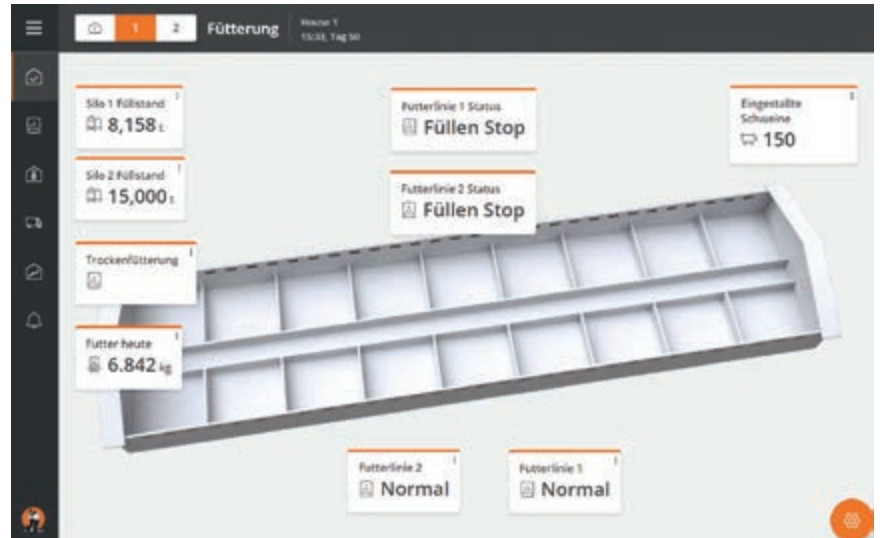 1 2 Fütterung House 1
15:33, Tag 50
Silo 1 Füllstand
8,158 t
Futterlinie 1 Status
Füllen Stop
Eingestallte
Schweine
150
Silo 2 Füllstand
15,000 t
Futterlinie 2 Status
Füllen Stop
Trockenfütterung
Futter heute
6.842 kg
Futterlinie 2
Normal
Futterlinie 1
Normal